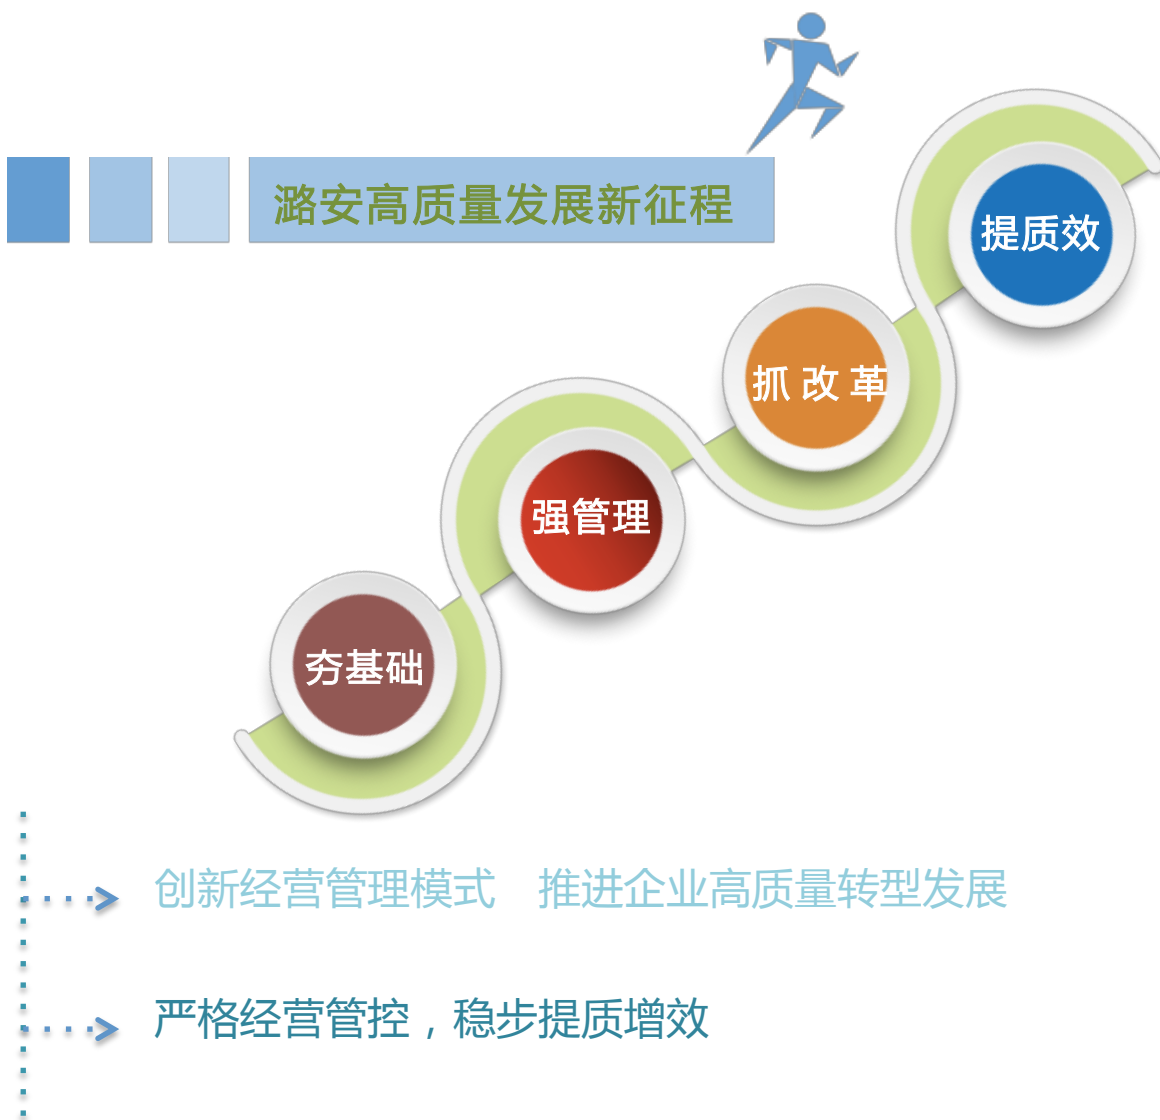 潞安高质量发展新征程
提质效
抓 改 革
强管理
夯基础
创新经营管理模式　推进企业高质量转型发展
严格经营管控，稳步提质增效